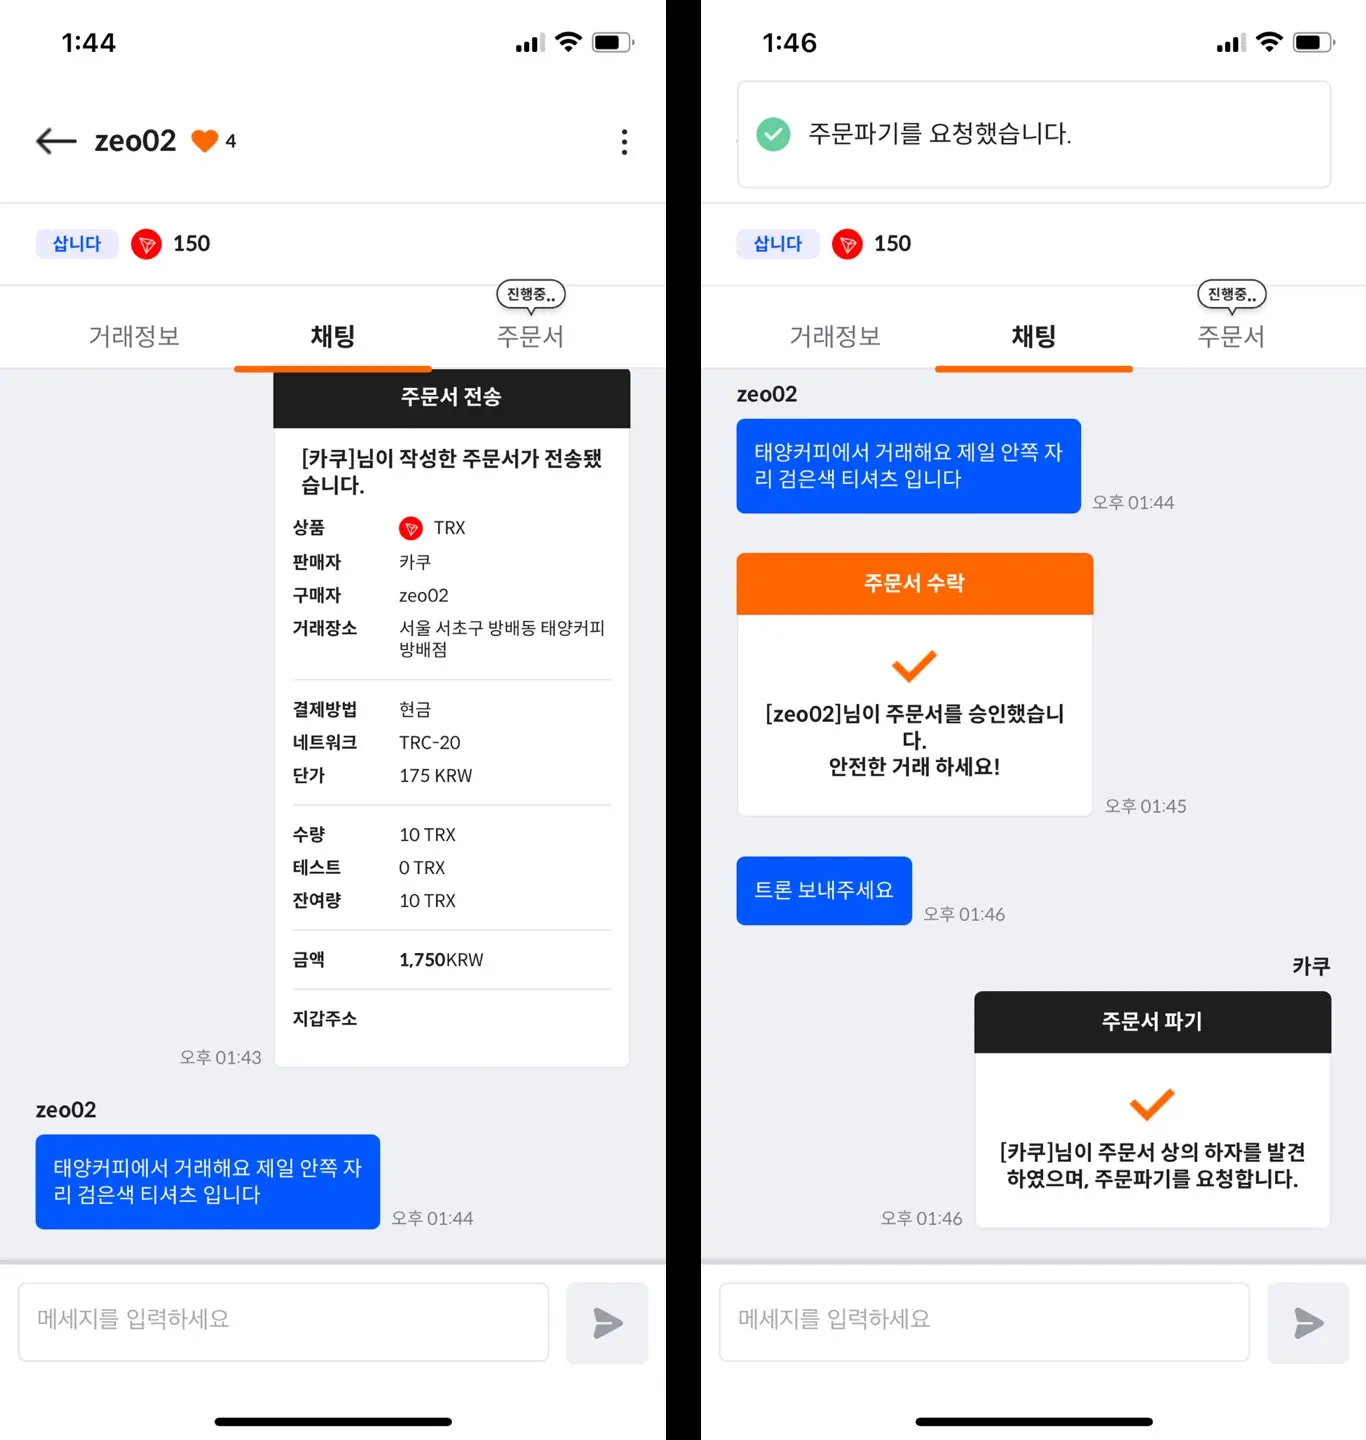 1:44
zeo02 4
삽니다 150
진행중..
거래정보 채팅 주문서
주문서 전송
[카쿠]님이 작성한 주문서가 전송됐
습니다.
상품 TRX
판매자 카쿠
구매자 zeo02
거래장소 서울 서초구 방배동 태양커피
방배점
결제방법 현금
네트워크 TRC-20
단가 175 KRW
수량 10 TRX
테스트 0 TRX
잔여량 10 TRX
금액 1,750KRW
지갑주소
오후 01:43
zeo02
태양커피에서 거래해요 제일 안쪽 자
리 검은색 티셔츠 입니다
오후 01:44
메세지를 입력하세요
1:46
주문파기를 요청했습니다.
삽니다 150
진행중..
거래정보 채팅 주문서
zeo02
태양커피에서 거래해요 제일 안쪽 자
리 검은색 티셔츠 입니다
오후 01:44
주문서 수락
[zeo02]님이 주문서를 승인했습니
다.
안전한 거래 하세요!
오후 01:45
트론 보내주세요
오후 01:46
카쿠
주문서 파기
[카쿠]님이 주문서 상의 하자를 발견
하였으며, 주문파기를 요청합니다.
오후 01:46
메세지를 입력하세요